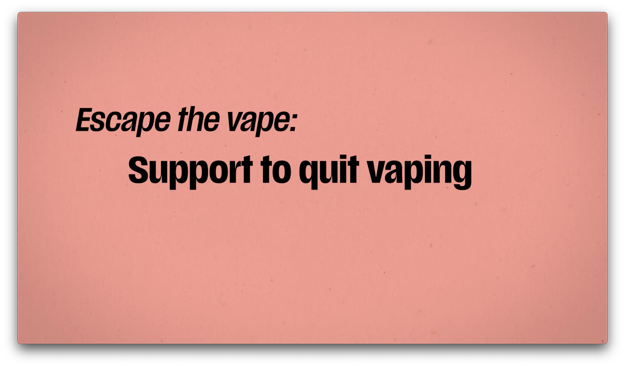 Escape the vape:
Support to quit vaping